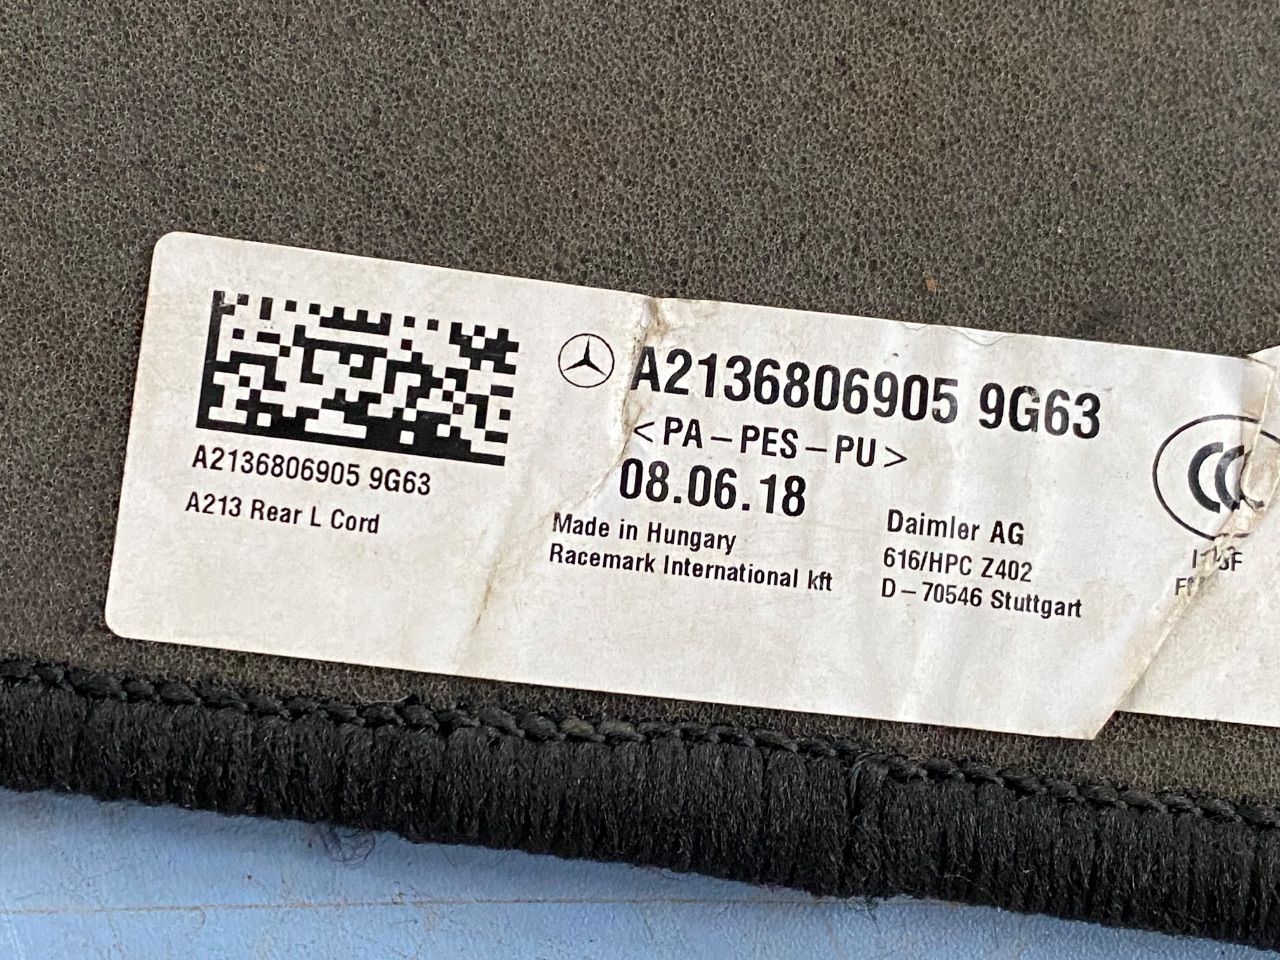 A2136806905 9G63
A213 Rear L Cord
A2136806905 9G63
<PA-PES-PU>
08.06.18
Made in Hungary
Racemark International kft
Daimler AG
616/HPC Z402
D-70546 Stuttgart
CCC